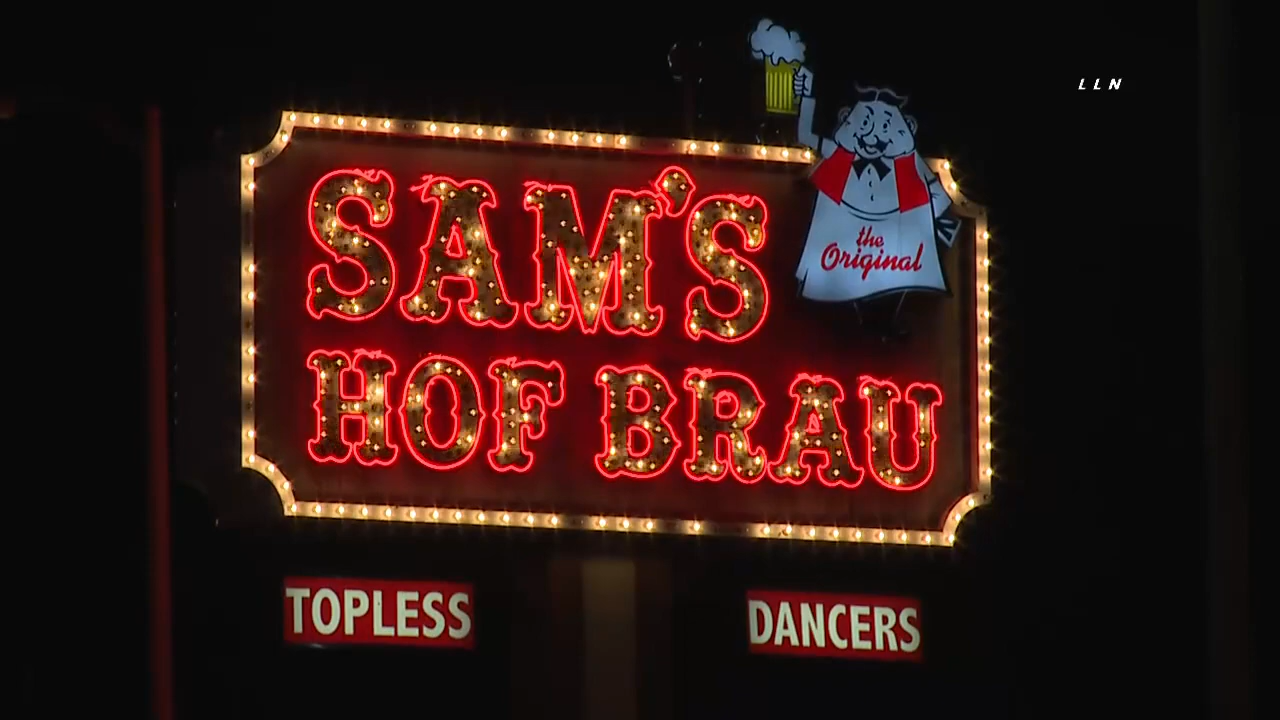 LLN
SAM'S
the
Original
HOF BRAU
TOPLESS
DANCERS